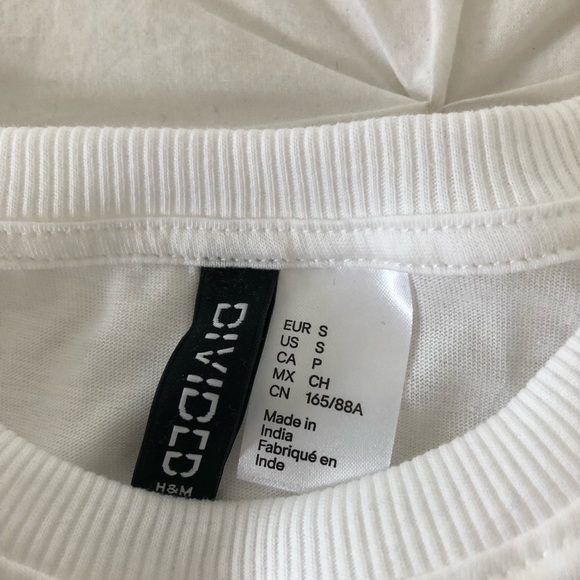 DIVIDED
H&M
EUR S
US S
CA P
MX CH
CN 165/88A
Made in
India
Fabriqué en
Inde